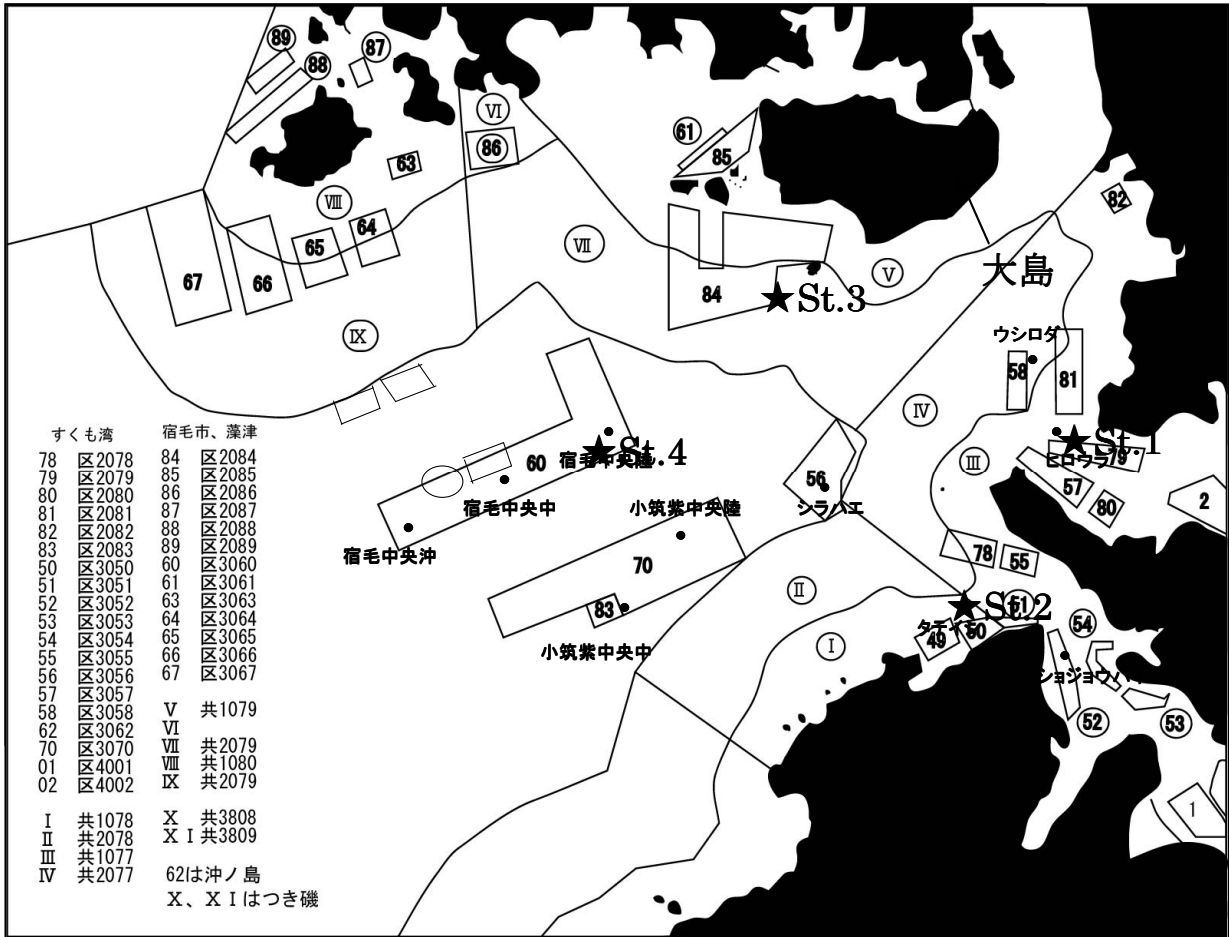 89
88
87
Ⅵ
86
63
61
85
82
Ⅷ
64
65
66
67
Ⅶ
Ⅴ
大島
84
★St.3
Ⅸ
ウシロダ
58
81
Ⅳ
★St.1
ヒロウラ
79
Ⅲ
57
80
2
★St.4
60
宿毛中央陸
宿毛中央中
宿毛中央沖
56
シラバエ
小筑紫中央陸
70
83
小筑紫中央中
78
55
Ⅱ
★St.2
51
49
50
54
Ⅰ
52
53
1
すくも湾
78 区2078
79 区2079
80 区2080
81 区2081
82 区2082
83 区2083
50 区3050
51 区3051
52 区3052
53 区3053
54 区3054
55 区3055
56 区3056
57 区3057
58 区3058
62 区3062
70 区3070
01 区4001
02 区4002
Ⅰ 共1078
Ⅱ 共2078
Ⅲ 共1077
Ⅳ 共2077
宿毛市、藻津
84 区2084
85 区2085
86 区2086
87 区2087
88 区2088
89 区2089
60 区3060
61 区3061
63 区3063
64 区3064
65 区3065
66 区3066
67 区3067
Ⅴ 共1079
Ⅵ
Ⅶ 共2079
Ⅷ 共1080
Ⅸ 共2079
Ⅹ 共3808
ⅩⅠ共3809
62は沖ノ島
Ⅹ、ⅩⅠはつき磯